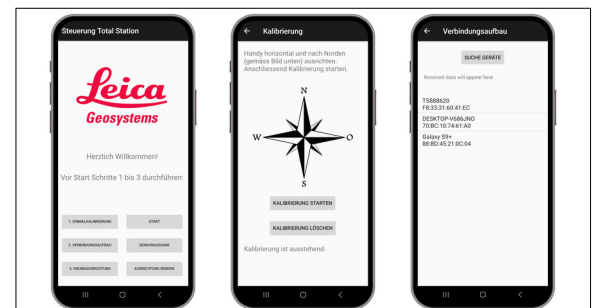 Steuerung Total Station
Leica
Geosystems
Herzlich Willkommen!
Vor Start Schritte 1 bis 3 durchführen:
1. EINMALKALIBRIERUNG
START
2. VERBINDUNGSAUFBAU
SENSORAUSGABE
3. GRUNDAUSRICHTUNG
AUSRICHTUNG SENDEN
Kalibrierung
Handy horizontal und nach Norden
(gemäss Bild unten) ausrichten.
Anschliessend Kalibrierung starten.
N
W
O
S
KALIBRIERUNG STARTEN
KALIBRIERUNG LÖSCHEN
Kalibrierung ist ausstehend.
Verbindungsaufbau
SUCHE GERÄTE
Received data will appear here
TS888620
F8:33:31:60:41:EC
DESKTOP-V686JNO
70:BC:10:74:61:A0
Galaxy S9+
88:BD:45:21:0C:04